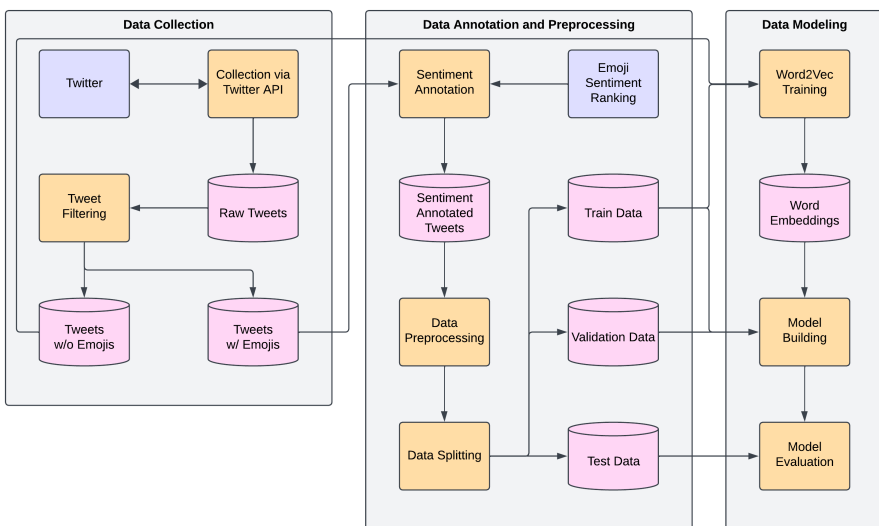 Data Collection
Twitter
Collection via
Twitter API
Tweet
Filtering
Raw Tweets
Tweets
w/o Emojis
Tweets
w/ Emojis
Data Annotation and Preprocessing
Sentiment
Annotation
Emoji
Sentiment
Ranking
Sentiment
Annotated
Tweets
Train Data
Data
Preprocessing
Validation Data
Data Splitting
Test Data
Data Modeling
Word2Vec
Training
Word
Embeddings
Model
Building
Model
Evaluation